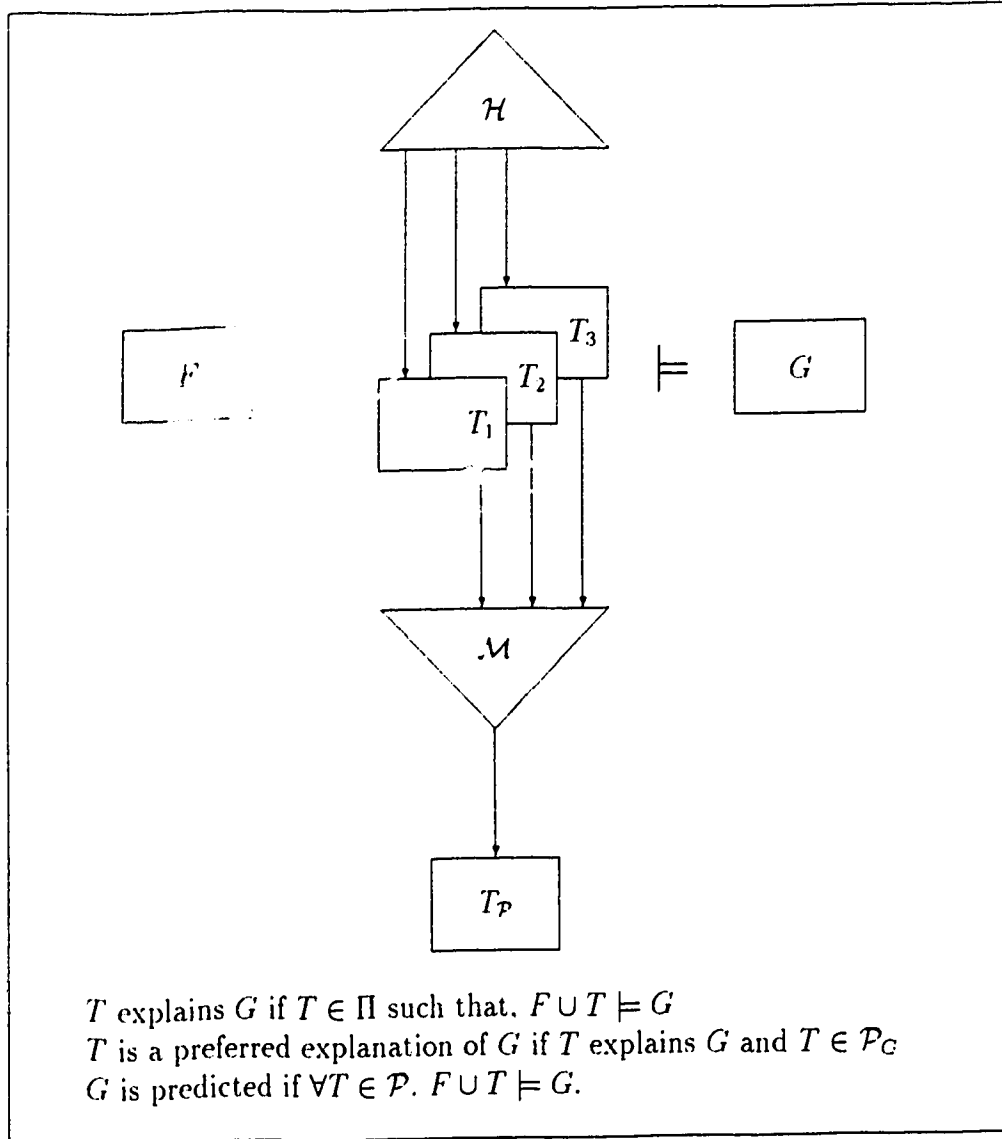 ℋ
T₃
F
T₂
⊨
G
T₁
ℳ
T_𝒫
T explains G if T ∈ Π such that. F ∪ T ⊨ G
T is a preferred explanation of G if T explains G and T ∈ 𝒫_G
G is predicted if ∀T ∈ 𝒫. F ∪ T ⊨ G.